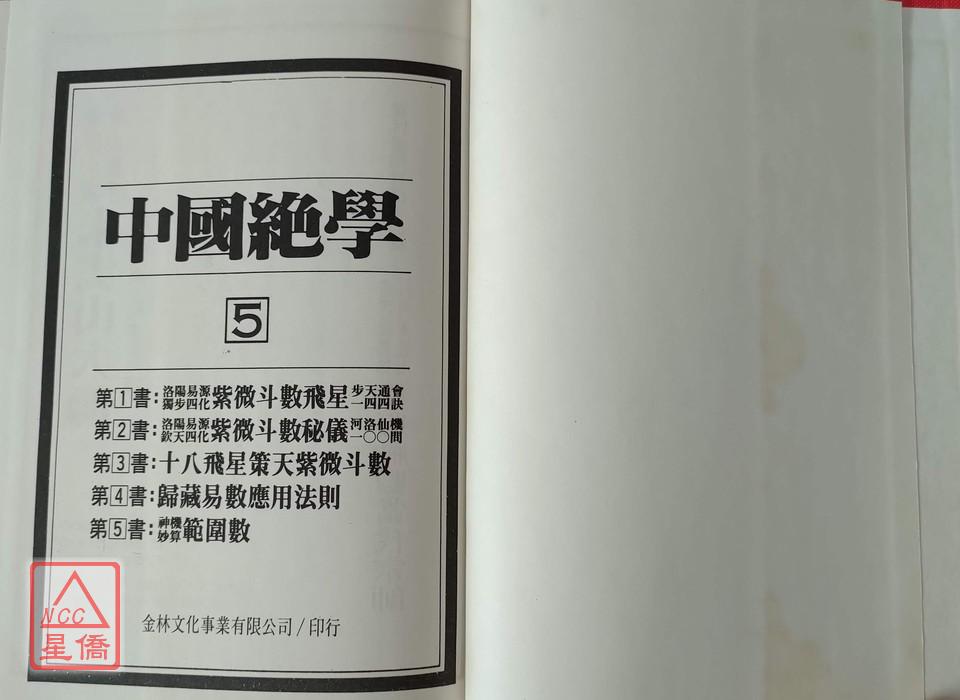 中國絕學
5
第1書:洛陽易源獨步四化紫微斗數飛星步天通會一四四訣
第2書:洛陽易源欽天四化紫微斗數秘儀河洛仙機一〇〇問
第3書:十八飛星策天紫微斗數
第4書:歸藏易數應用法則
第5書:神機妙算範圍數
金林文化事業有限公司/印行
NCC
星僑